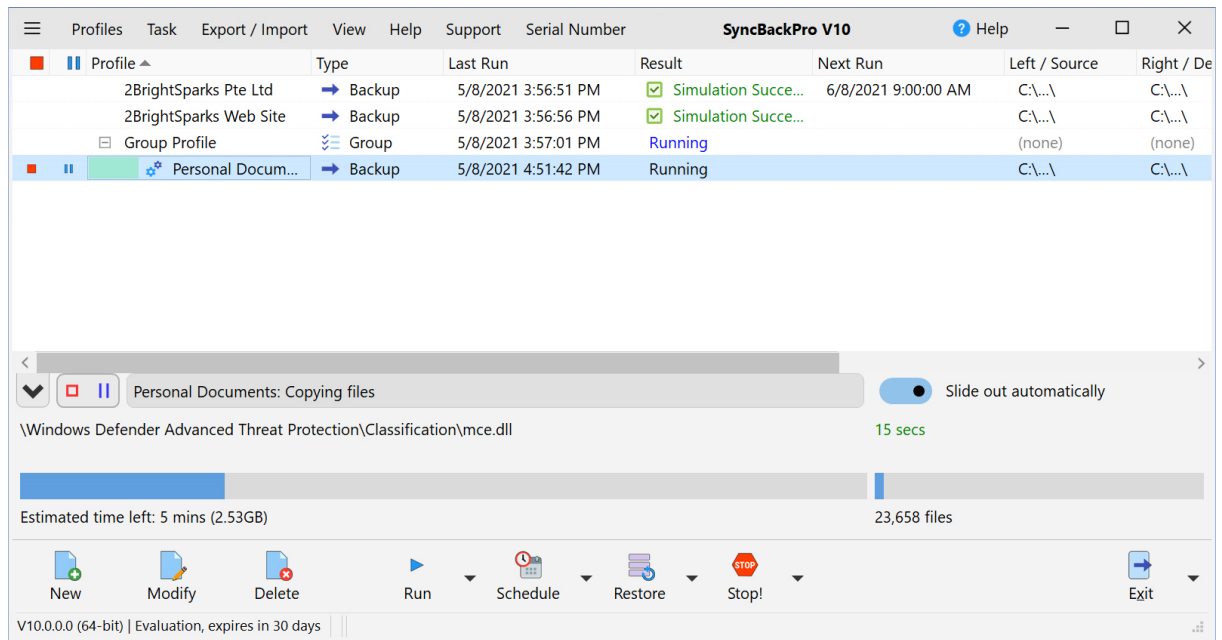 Profiles Task Export / Import View Help Support Serial Number SyncBackPro V10 ? Help
Profile Type Last Run Result Next Run Left / Source Right / De
2BrightSparks Pte Ltd Backup 5/8/2021 3:56:51 PM Simulation Succe... 6/8/2021 9:00:00 AM C:\...\ C:\...\
2BrightSparks Web Site Backup 5/8/2021 3:56:56 PM Simulation Succe... C:\...\ C:\...\
Group Profile Group 5/8/2021 3:57:01 PM Running (none) (none)
Personal Docum... Backup 5/8/2021 4:51:42 PM Running C:\...\ C:\...\
Personal Documents: Copying files Slide out automatically
\Windows Defender Advanced Threat Protection\Classification\mce.dll 15 secs
Estimated time left: 5 mins (2.53GB) 23,658 files
STOP
New Modify Delete Run Schedule Restore Stop! Exit
V10.0.0.0 (64-bit) | Evaluation, expires in 30 days